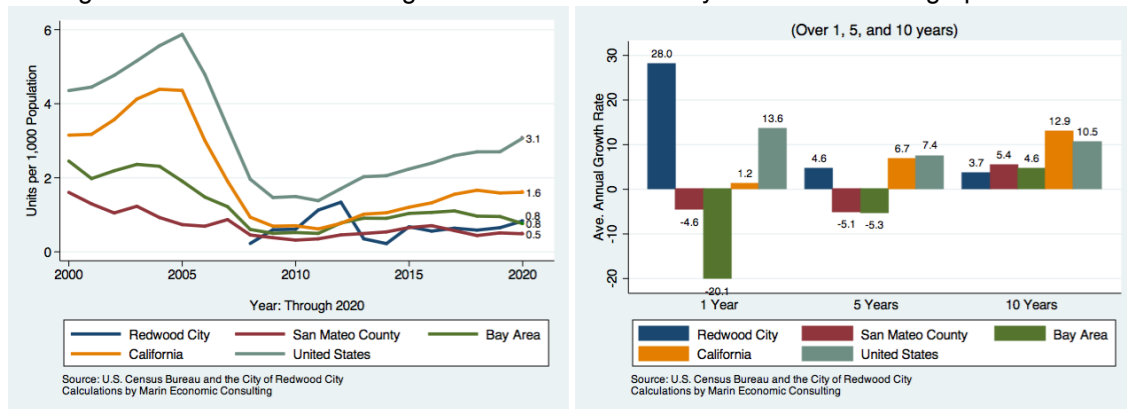 6
4
2
0
Units per 1,000 Population
3.1
1.6
0.8
0.8
0.5
2000 2005 2010 2015 2020
Year: Through 2020
Redwood City San Mateo County Bay Area
California United States
Source: U.S. Census Bureau and the City of Redwood City
Calculations by Marin Economic Consulting
(Over 1, 5, and 10 years)
30
20
10
0
-10
-20
Ave. Annual Growth Rate
28.0
-4.6
-20.1
1.2
13.6
4.6
-5.1
-5.3
6.7
7.4
3.7
5.4
4.6
12.9
10.5
1 Year 5 Years 10 Years
Redwood City San Mateo County Bay Area
California United States
Source: U.S. Census Bureau and the City of Redwood City
Calculations by Marin Economic Consulting